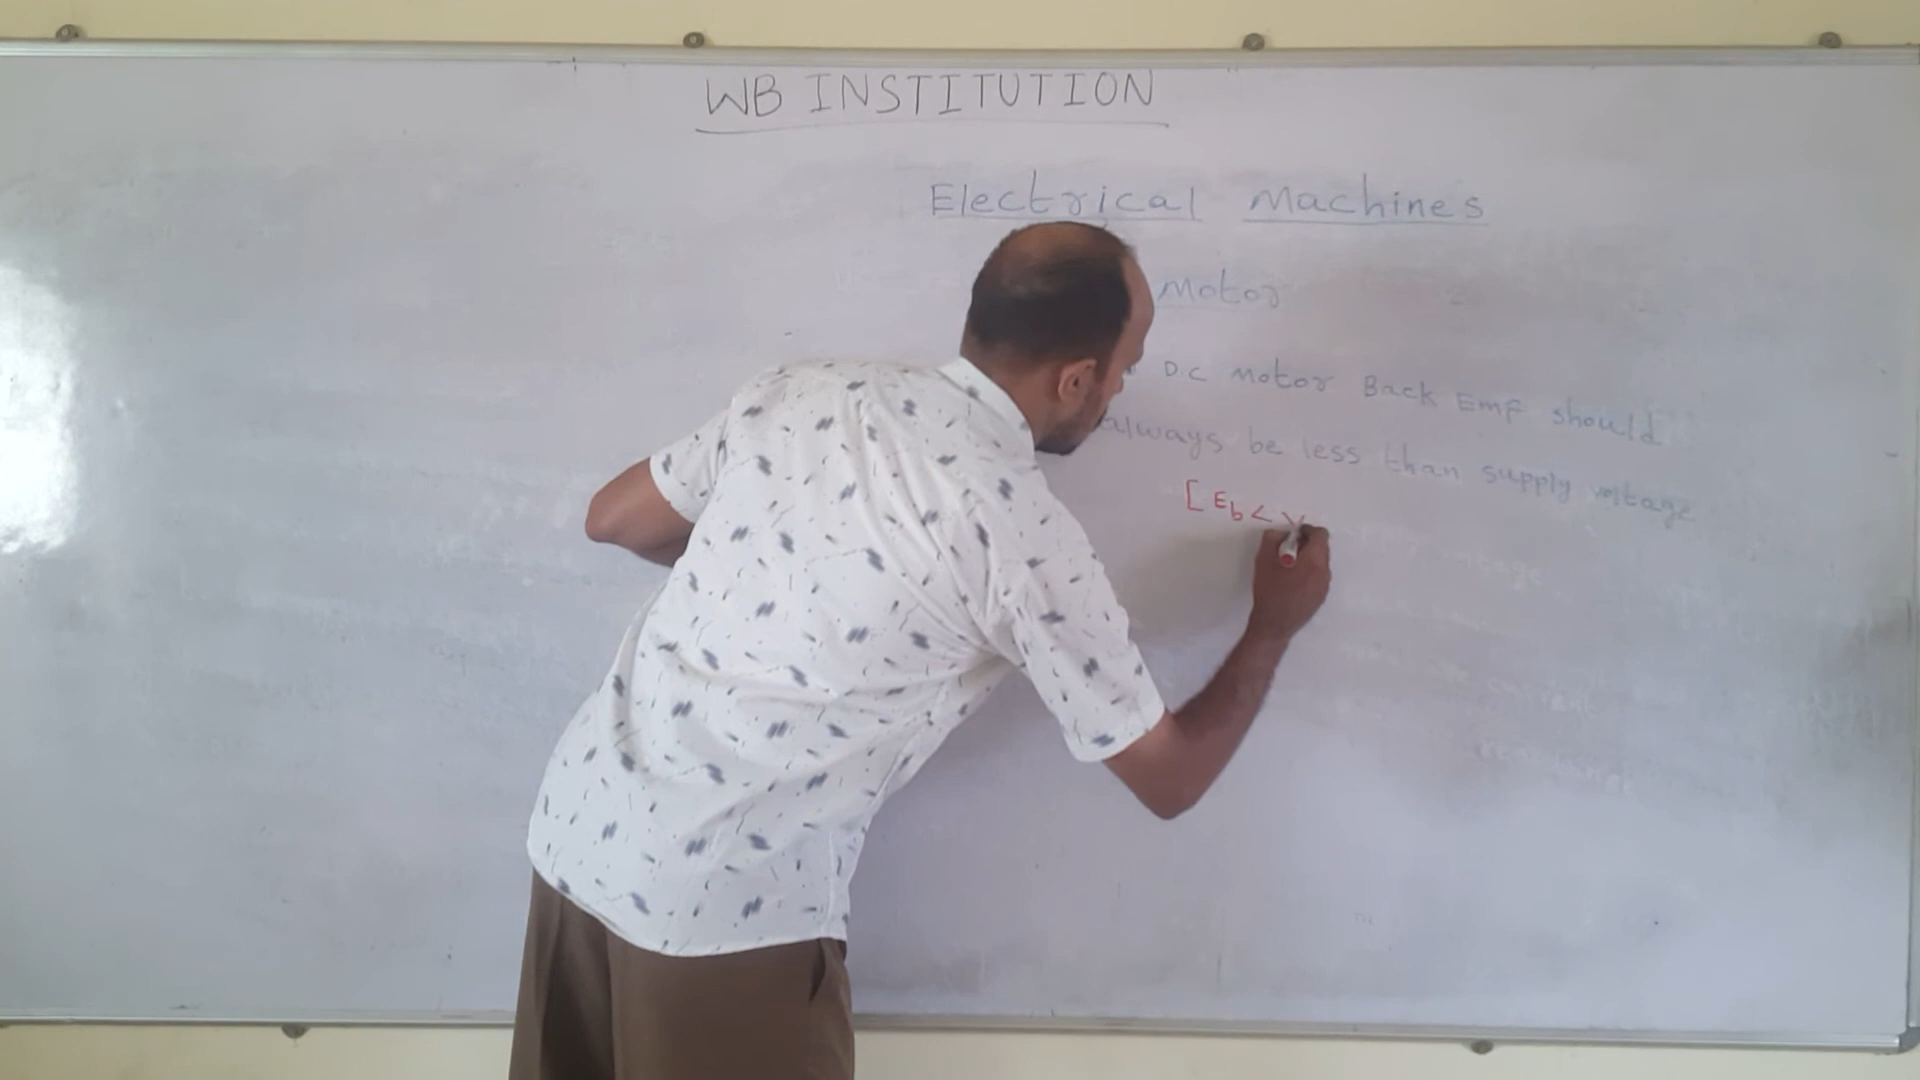 WB INSTITUTION
Electrical Machines
Motor
D.C Motor Back Emf should
always be less than supply voltage
[ Eb < V